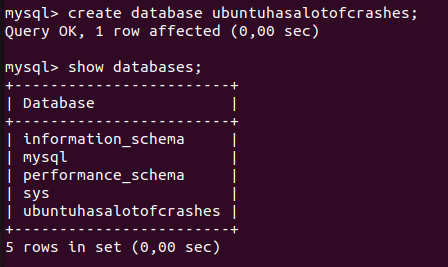 mysql> create database ubuntuhasalotofcrashes;
Query OK, 1 row affected (0,00 sec)
mysql> show databases;
+------------------------+
| Database               |
+------------------------+
| information_schema     |
| mysql                  |
| performance_schema     |
| sys                    |
| ubuntuhasalotofcrashes |
+------------------------+
5 rows in set (0,00 sec)